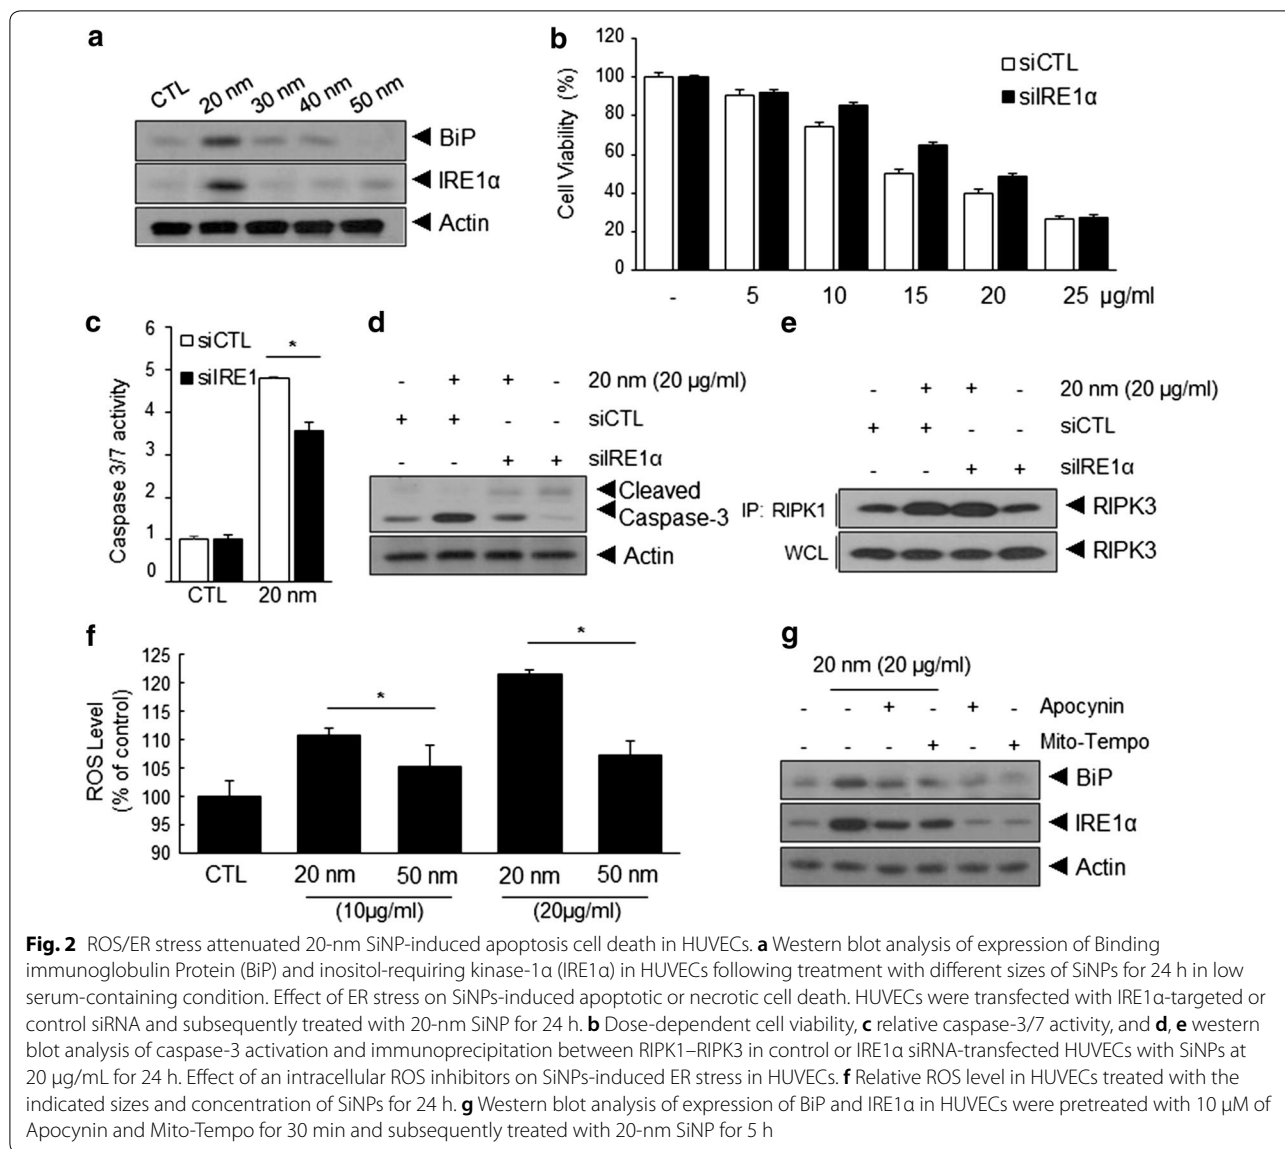 a
CTL 20 nm 30 nm 40 nm 50 nm
BiP
IRE1α
Actin
b
120
100
80
60
40
20
0
Cell Viability (%)
siCTL
siIRE1α
- 5 10 15 20 25 µg/ml
c
6
5
4
3
2
1
0
Caspase 3/7 activity
siCTL
siIRE1
*
CTL 20 nm
d
- + + - 20 nm (20 µg/ml)
+ + - - siCTL
- - + + siIRE1α
Cleaved
Caspase-3
Actin
e
- + + - 20 nm (20 µg/ml)
+ + - - siCTL
- - + + siIRE1α
IP: RIPK1 RIPK3
WCL RIPK3
f
125
120
115
110
105
100
95
90
ROS Level
(% of control)
*
*
CTL 20 nm 50 nm 20 nm 50 nm
(10µg/ml) (20µg/ml)
g
20 nm (20 µg/ml)
- - + - + - Apocynin
- - - + - + Mito-Tempo
BiP
IRE1α
Actin
Fig. 2 ROS/ER stress attenuated 20-nm SiNP-induced apoptosis cell death in HUVECs. a Western blot analysis of expression of Binding
immunoglobulin Protein (BiP) and inositol-requiring kinase-1α (IRE1α) in HUVECs following treatment with different sizes of SiNPs for 24 h in low
serum-containing condition. Effect of ER stress on SiNPs-induced apoptotic or necrotic cell death. HUVECs were transfected with IRE1α-targeted or
control siRNA and subsequently treated with 20-nm SiNP for 24 h. b Dose-dependent cell viability, c relative caspase-3/7 activity, and d, e western
blot analysis of caspase-3 activation and immunoprecipitation between RIPK1–RIPK3 in control or IRE1α siRNA-transfected HUVECs with SiNPs at
20 µg/mL for 24 h. Effect of an intracellular ROS inhibitors on SiNPs-induced ER stress in HUVECs. f Relative ROS level in HUVECs treated with the
indicated sizes and concentration of SiNPs for 24 h. g Western blot analysis of expression of BiP and IRE1α in HUVECs were pretreated with 10 µM of
Apocynin and Mito-Tempo for 30 min and subsequently treated with 20-nm SiNP for 5 h